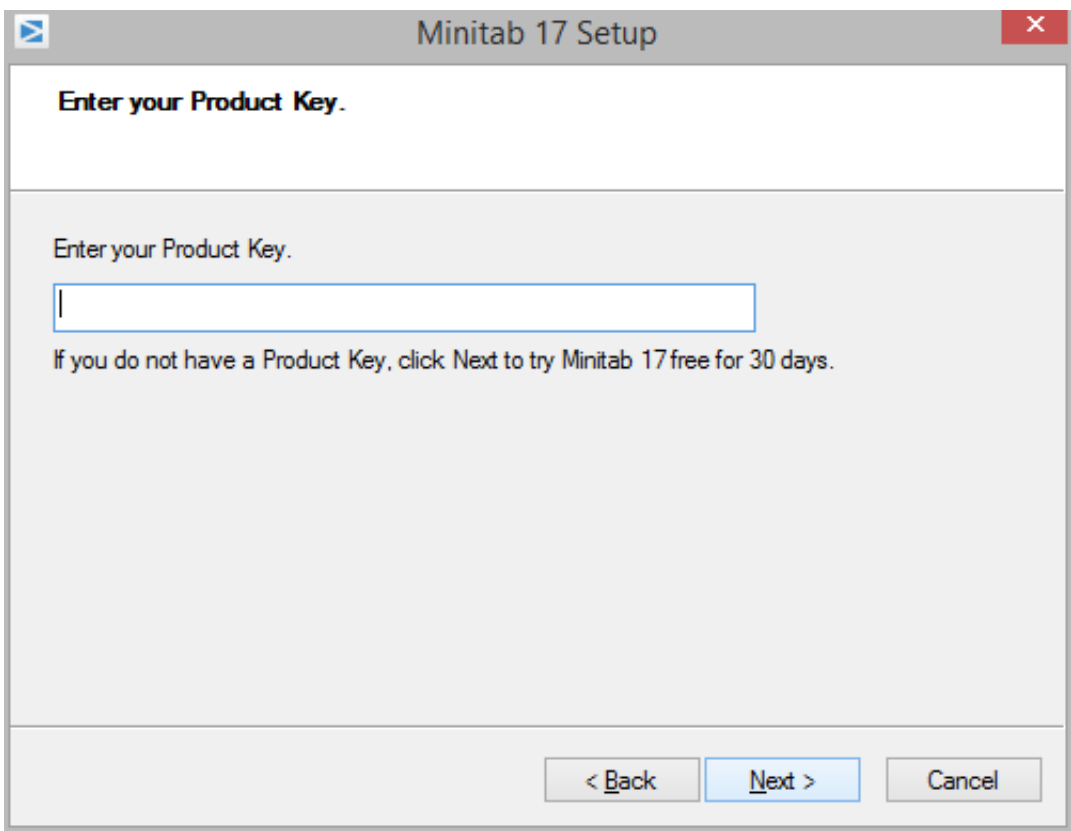 Minitab 17 Setup
Enter your Product Key.
Enter your Product Key.
If you do not have a Product Key, click Next to try Minitab 17 free for 30 days.
< Back Next > Cancel